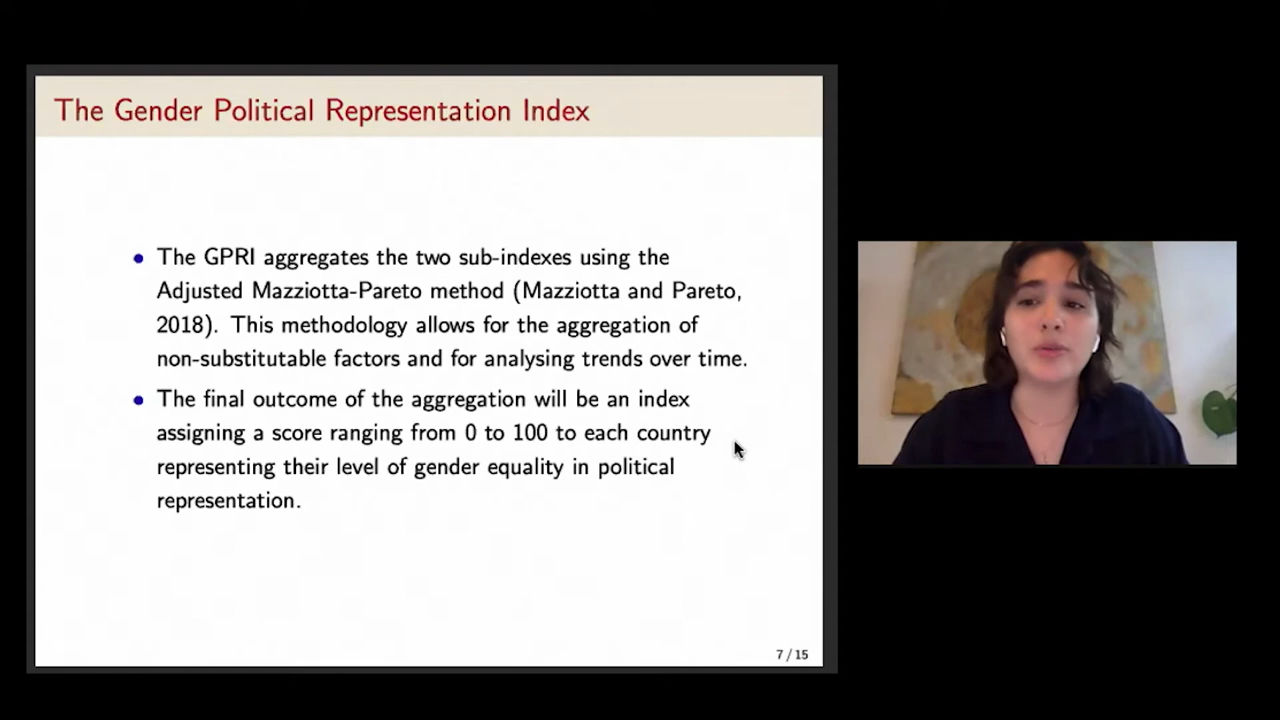 The Gender Political Representation Index
• The GPRI aggregates the two sub-indexes using the
Adjusted Mazziotta-Pareto method (Mazziotta and Pareto,
2018). This methodology allows for the aggregation of
non-substitutable factors and for analysing trends over time.
• The final outcome of the aggregation will be an index
assigning a score ranging from 0 to 100 to each country
representing their level of gender equality in political
representation.
7 / 15